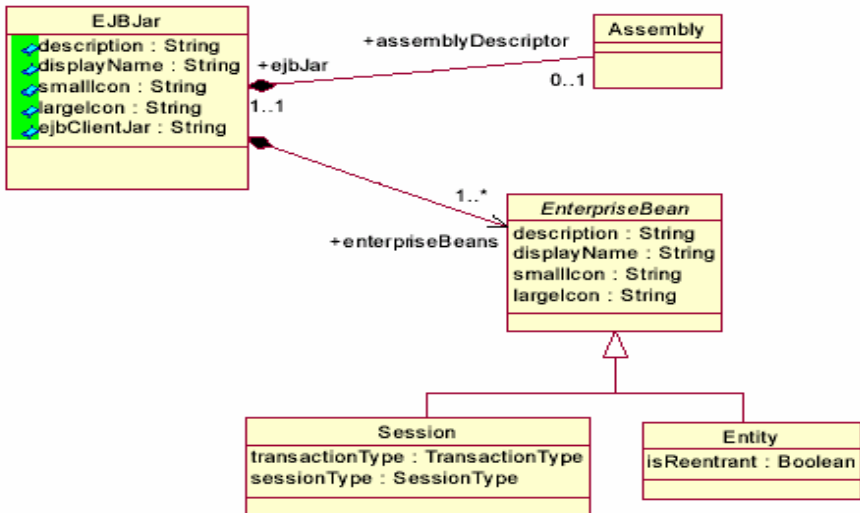 EJBJar
description : String
displayName : String
smallIcon : String
largeIcon : String
ejbClientJar : String
+ejbJar
1..1
+assemblyDescriptor
0..1
Assembly
1..*
+enterpriseBeans
EnterpriseBean
description : String
displayName : String
smallIcon : String
largeIcon : String
Session
transactionType : TransactionType
sessionType : SessionType
Entity
isReentrant : Boolean